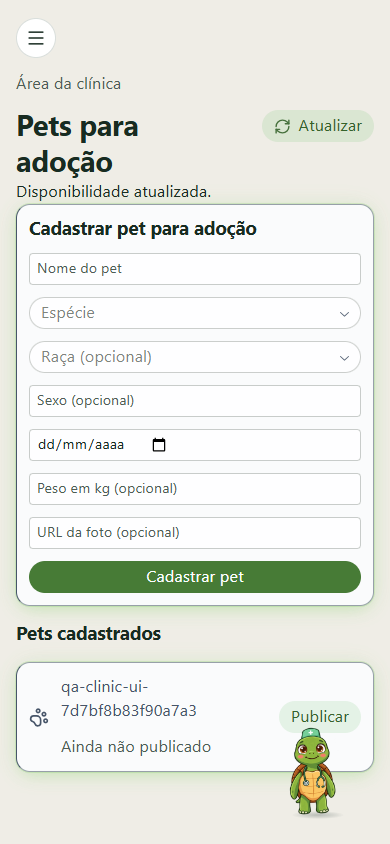 Área da clínica
Pets para
adoção
Atualizar
Disponibilidade atualizada.
Cadastrar pet para adoção
Nome do pet
Espécie
Raça (opcional)
Sexo (opcional)
dd/mm/aaaa
Peso em kg (opcional)
URL da foto (opcional)
Cadastrar pet
Pets cadastrados
qa-clinic-ui-
7d7bf8b83f90a7a3
Ainda não publicado
Publicar